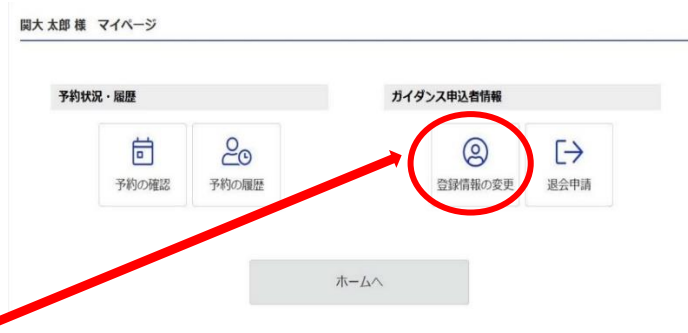 関大 太郎 様　マイページ
予約状況・履歴
ガイダンス申込者情報
予約の確認
予約の履歴
登録情報の変更
退会申請
ホームへ